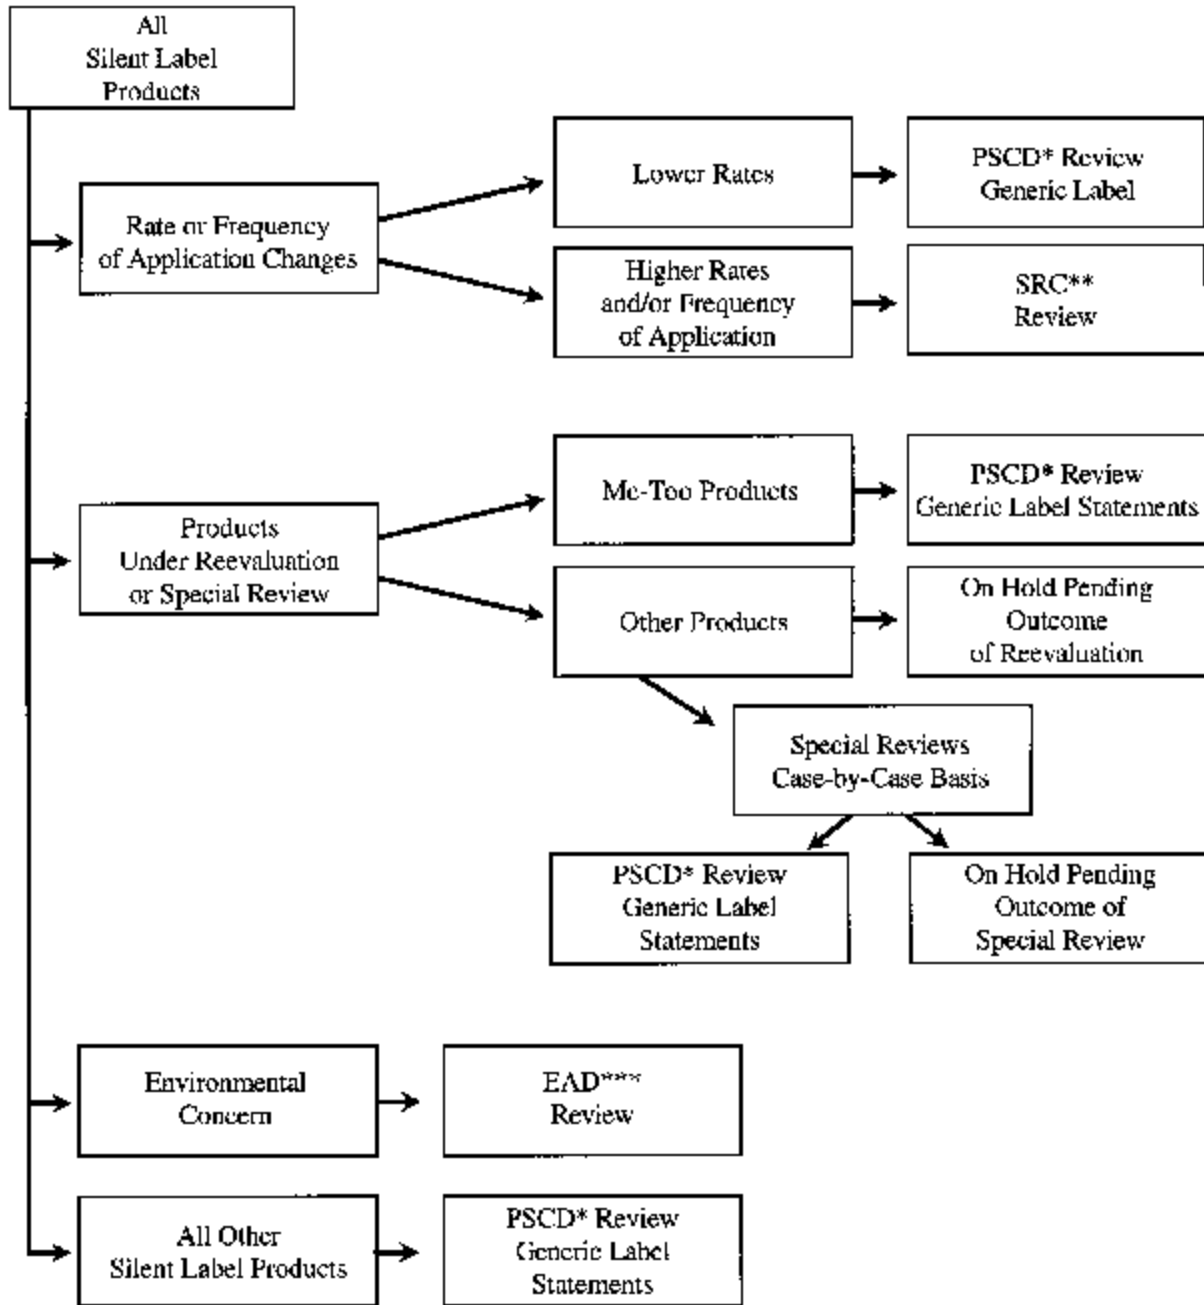 All
Silent Label
Products
Rate or Frequency
of Application Changes
Lower Rates
PSCD* Review
Generic Label
Higher Rates
and/or Frequency
of Application
SRC**
Review
Products
Under Reevaluation
or Special Review
Me-Too Products
PSCD* Review
Generic Label Statements
Other Products
On Hold Pending
Outcome
of Reevaluation
Special Reviews
Case-by-Case Basis
PSCD* Review
Generic Label
Statements
On Hold Pending
Outcome of
Special Review
Environmental
Concern
EAD***
Review
All Other
Silent Label Products
PSCD* Review
Generic Label
Statements